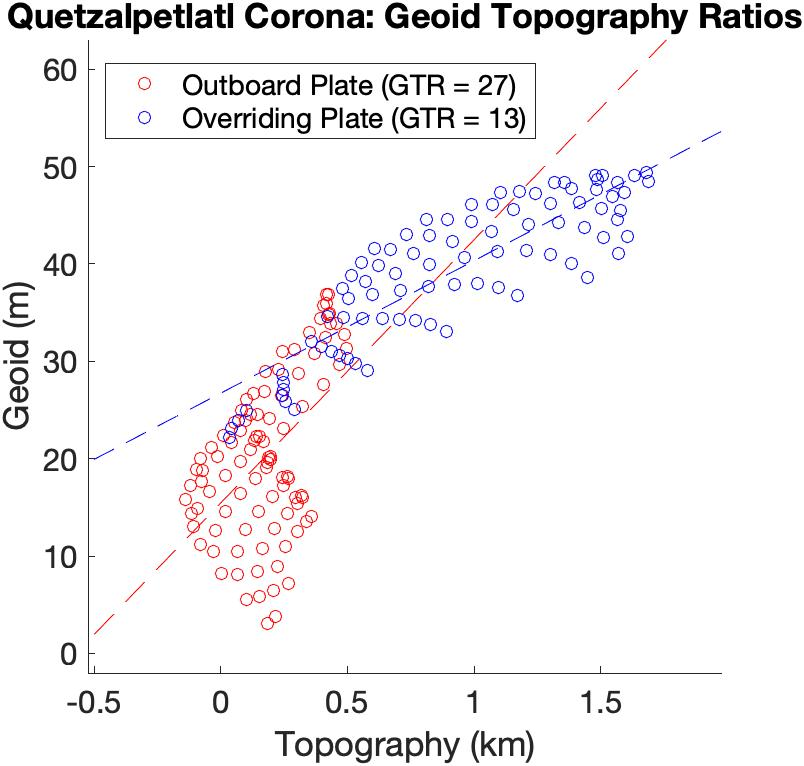 Quetzalpetlatl Corona: Geoid Topography Ratios
60
50
40
30
20
10
0
Geoid (m)
Outboard Plate (GTR = 27)
Overriding Plate (GTR = 13)
-0.5 0 0.5 1 1.5
Topography (km)